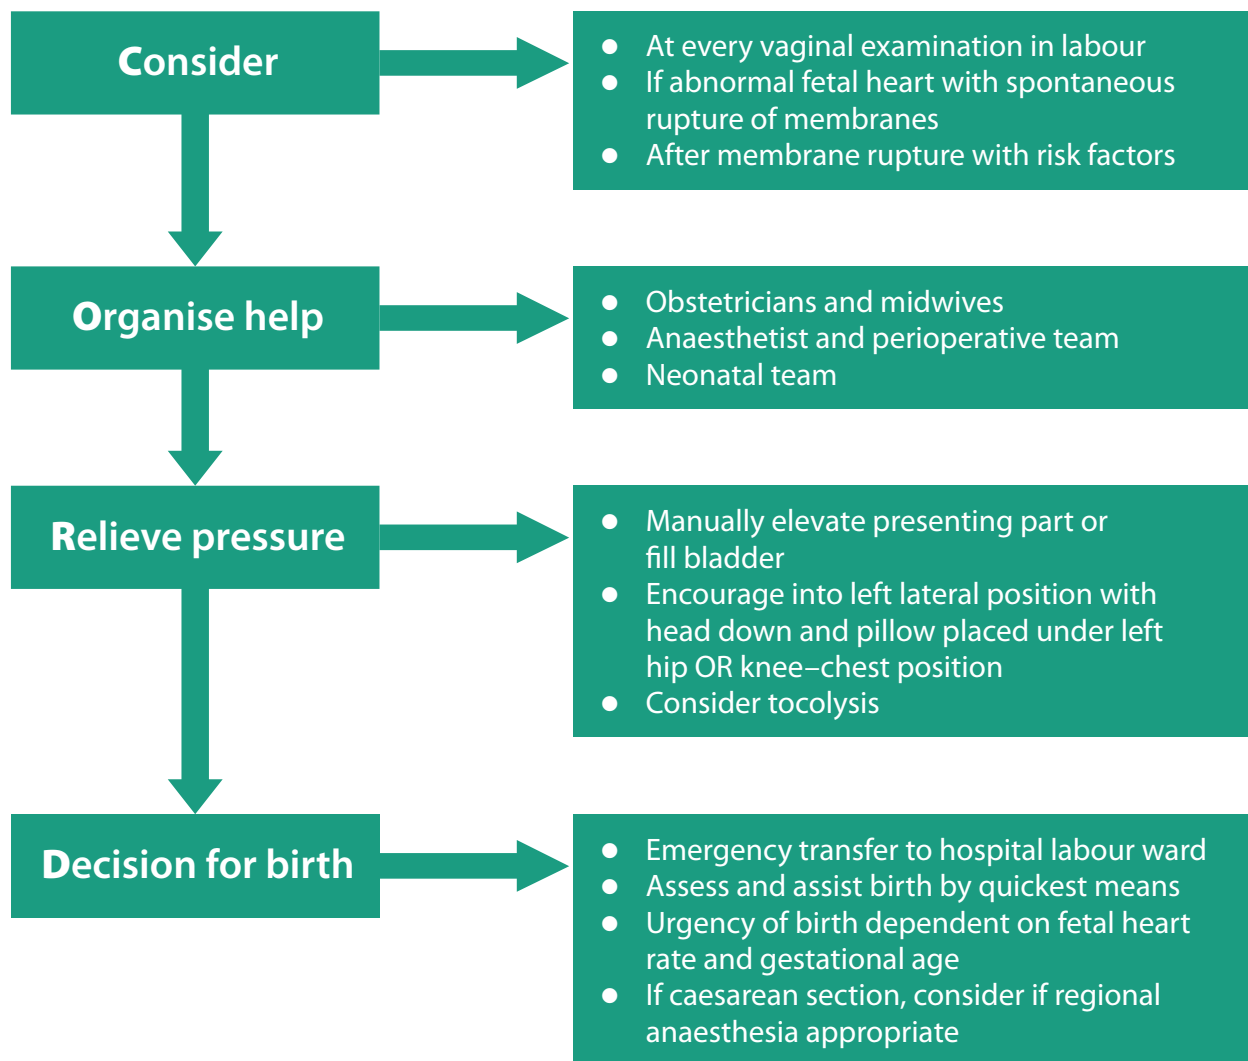 Consider
● At every vaginal examination in labour
● If abnormal fetal heart with spontaneous
rupture of membranes
● After membrane rupture with risk factors
Organise help
● Obstetricians and midwives
● Anaesthetist and perioperative team
● Neonatal team
Relieve pressure
● Manually elevate presenting part or
fill bladder
● Encourage into left lateral position with
head down and pillow placed under left
hip OR knee–chest position
● Consider tocolysis
Decision for birth
● Emergency transfer to hospital labour ward
● Assess and assist birth by quickest means
● Urgency of birth dependent on fetal heart
rate and gestational age
● If caesarean section, consider if regional
anaesthesia appropriate